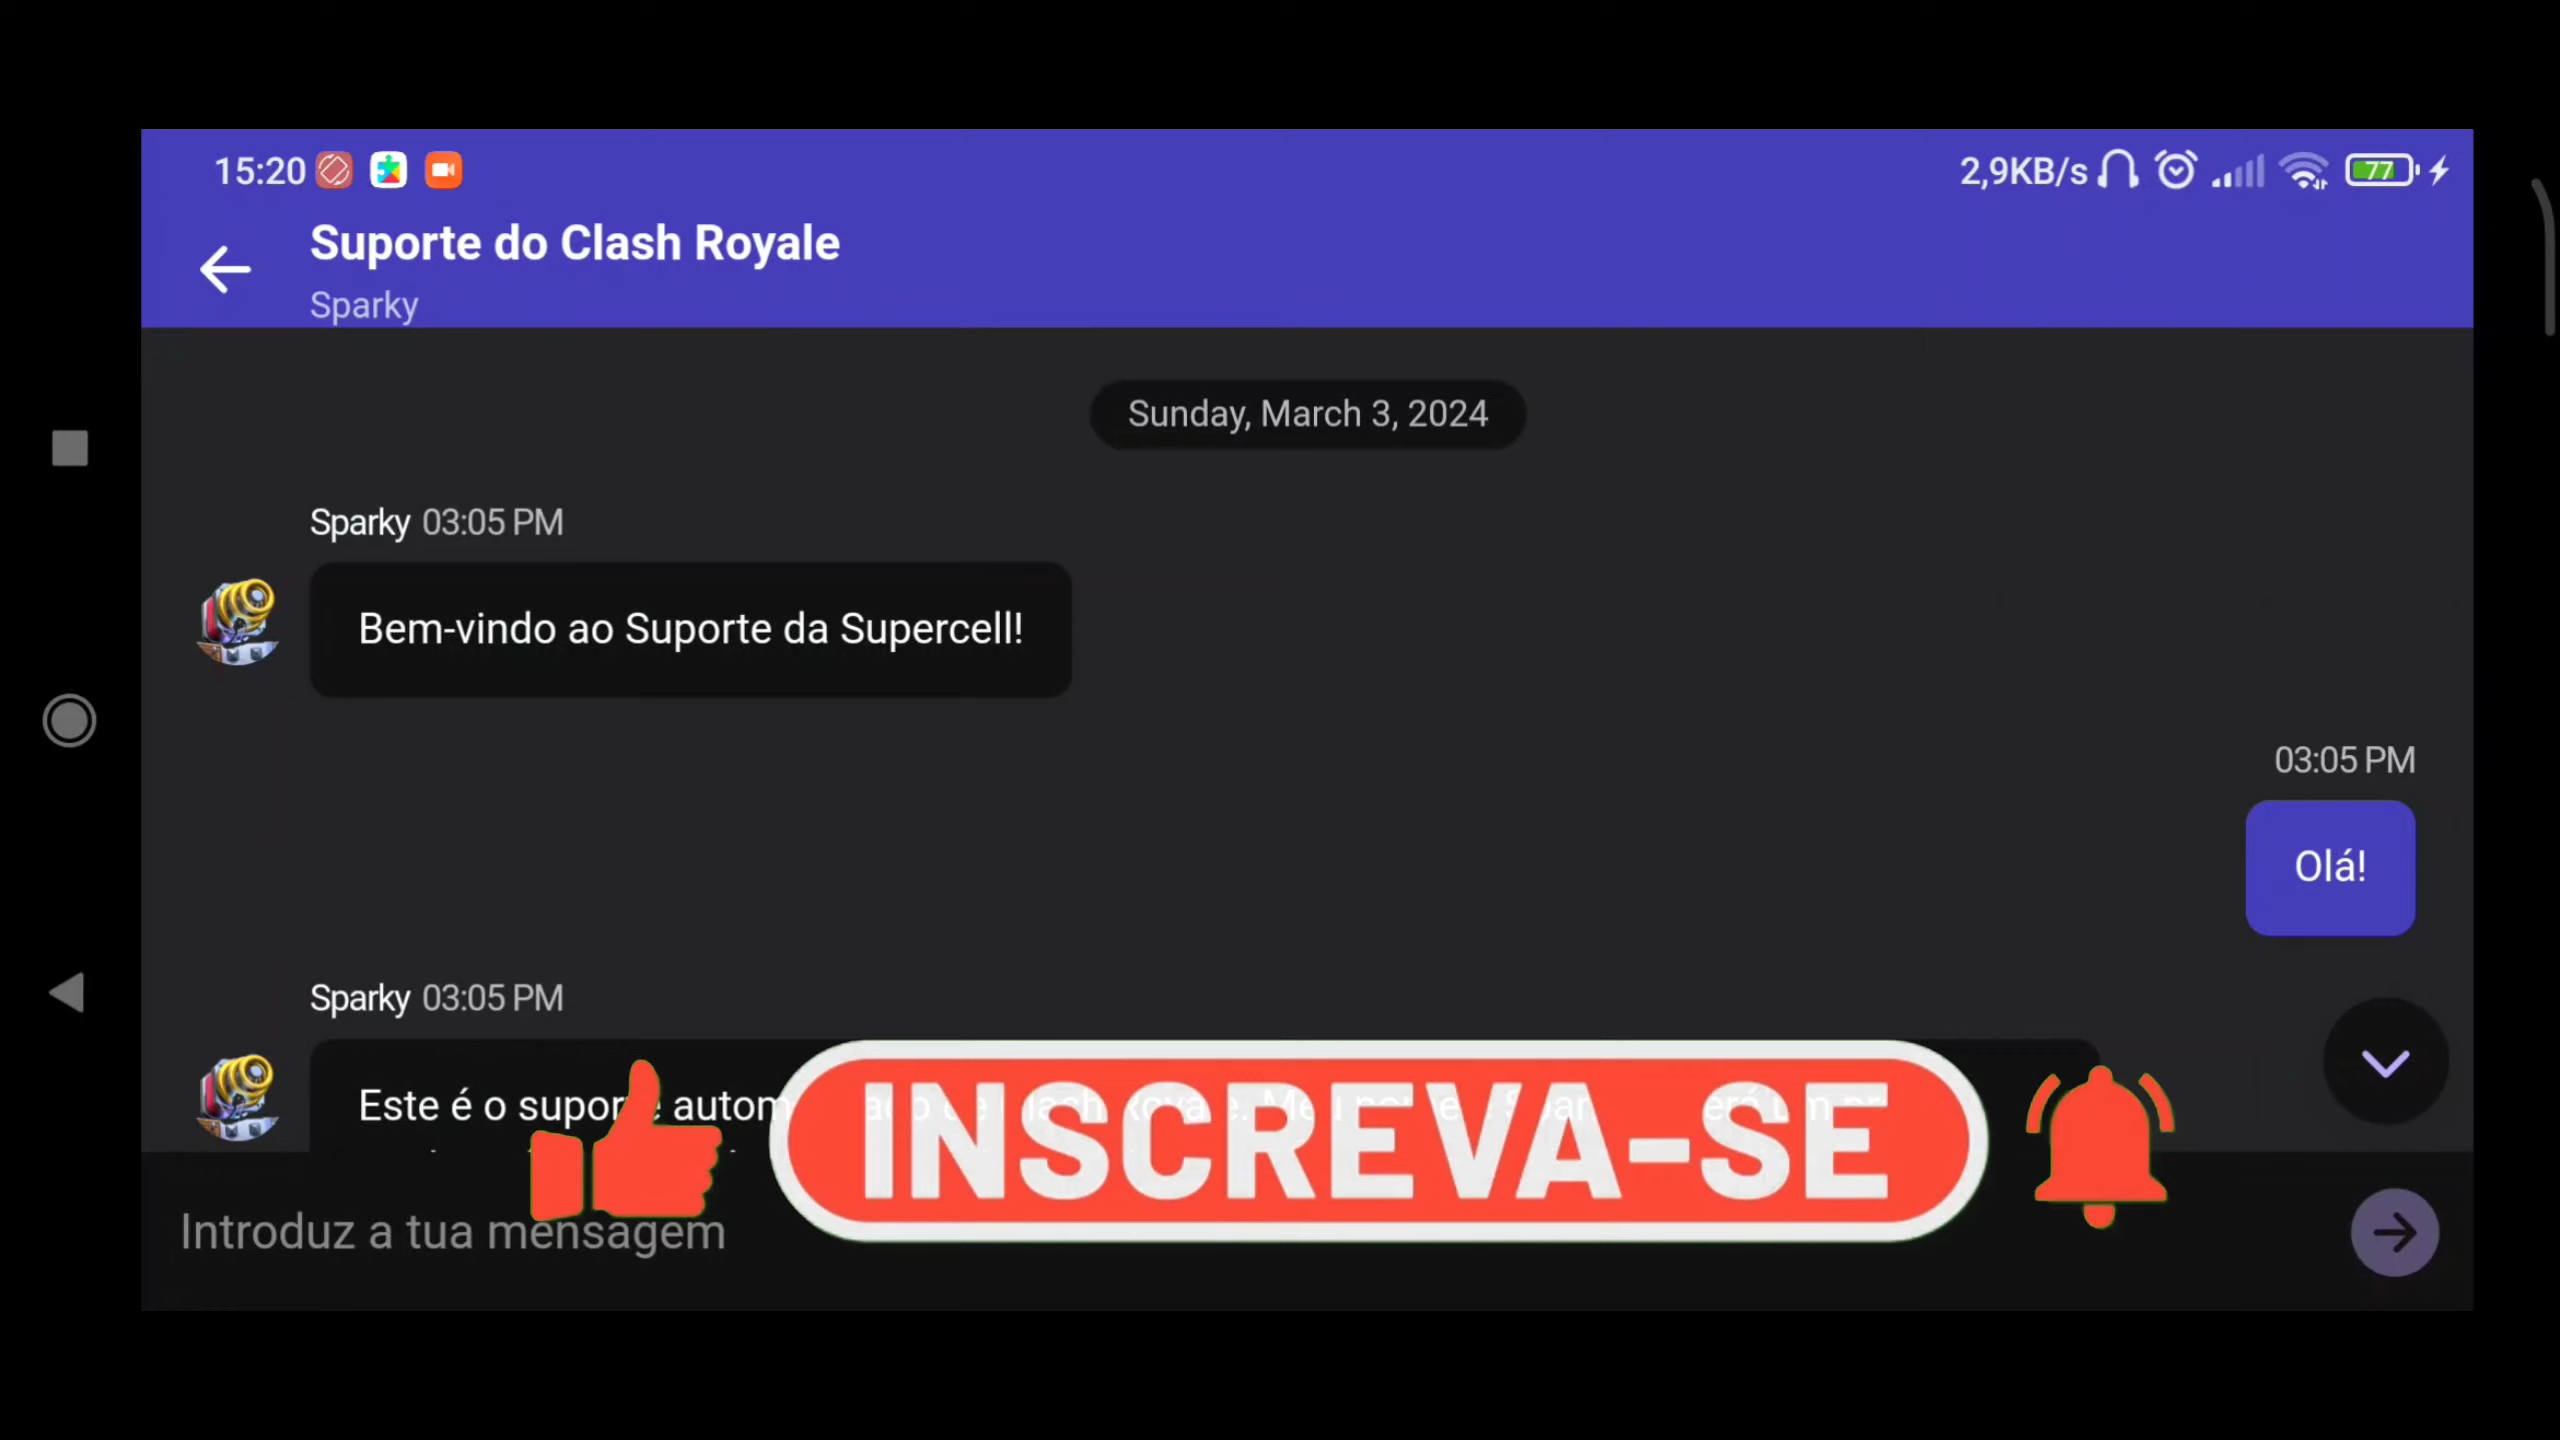 15:20
2,9KB/s
77
Suporte do Clash Royale
Sparky
Sunday, March 3, 2024
Sparky 03:05 PM
Bem-vindo ao Suporte da Supercell!
03:05 PM
Olá!
Sparky 03:05 PM
Este é o suporte
INSCREVA-SE
Introduz a tua mensagem